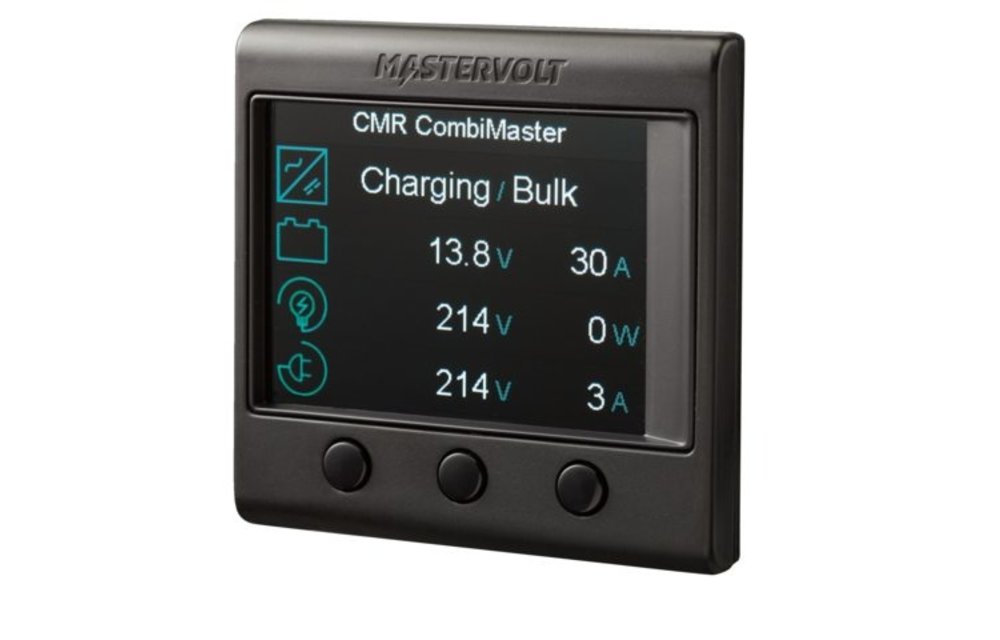 MASTERVOLT
CMR CombiMaster
Charging / Bulk
13.8 V 30 A
214 V 0 W
214 V 3 A